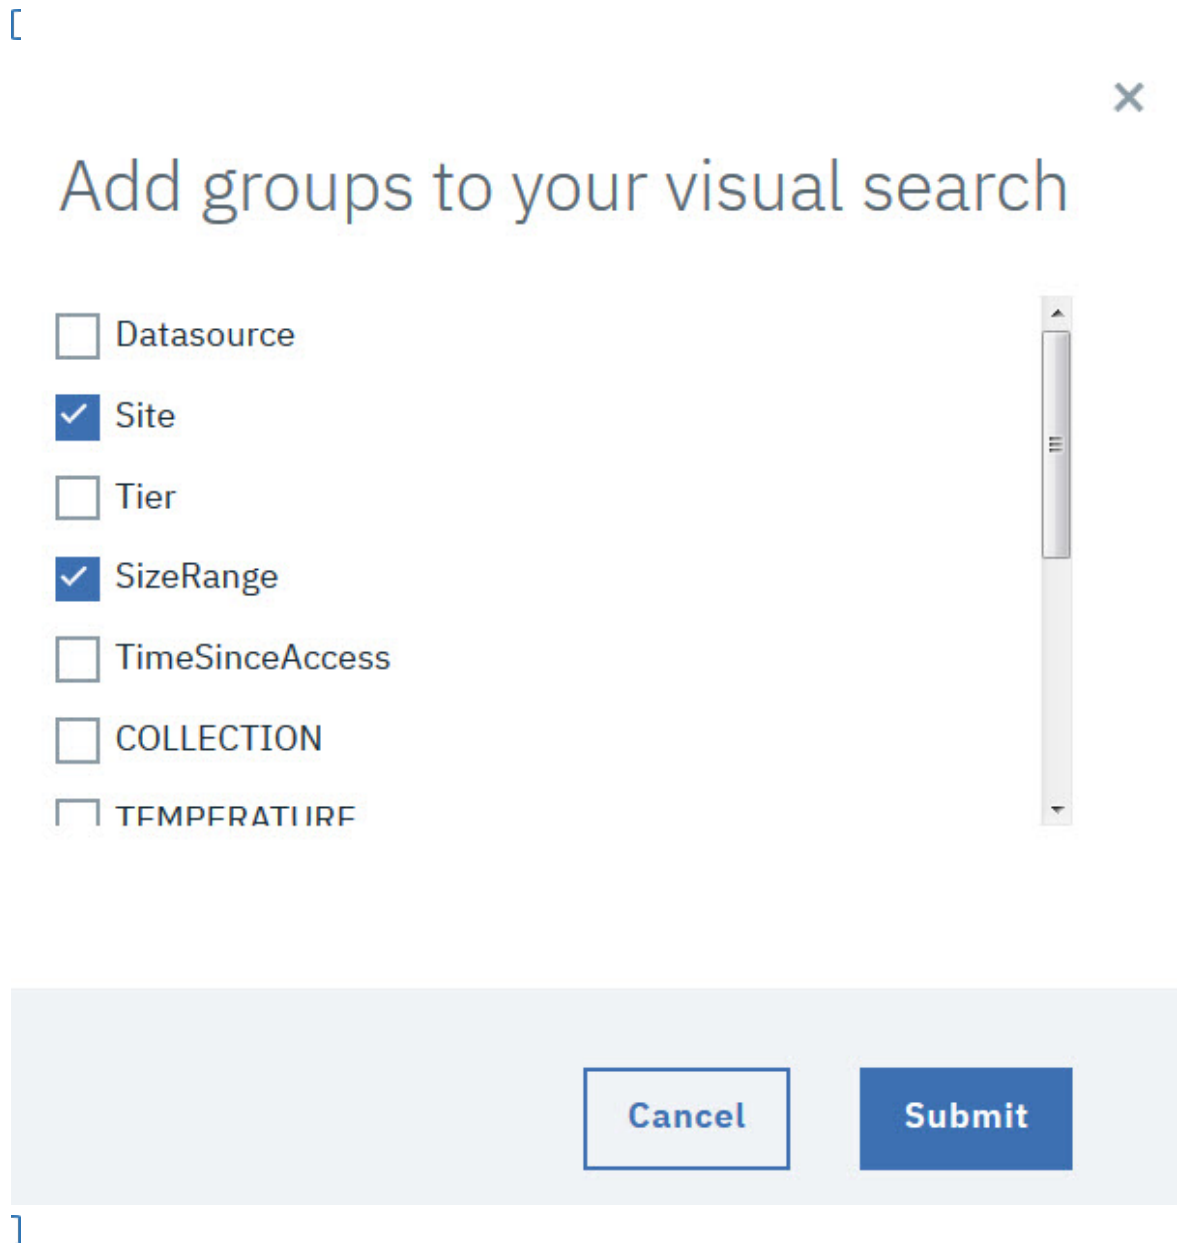 Add groups to your visual search
Datasource
Site
Tier
SizeRange
TimeSinceAccess
COLLECTION
TEMPERATURE
Cancel
Submit